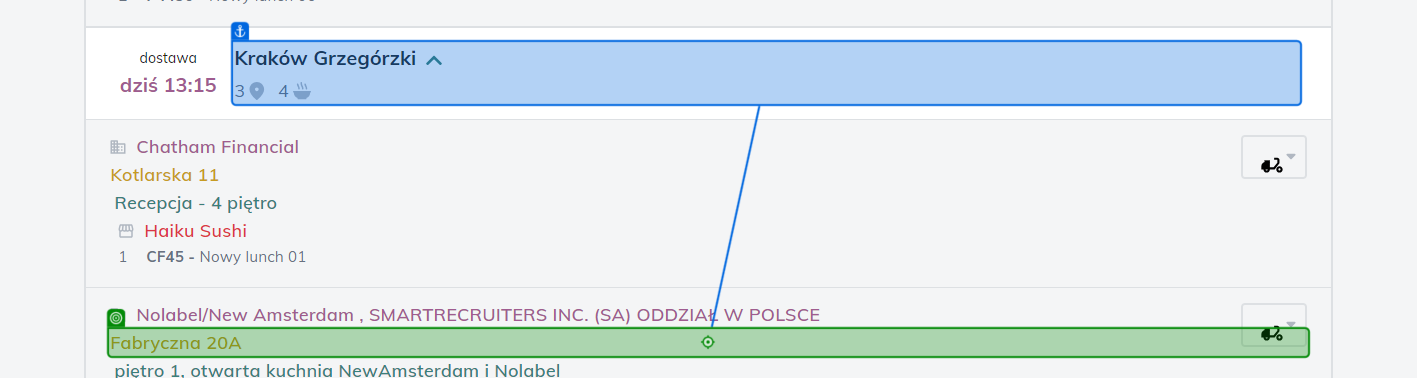 Nowy lunch
dostawa
dziś 13:15
Kraków Grzegórzki
3 4
Chatham Financial
Kotlarska 11
Recepcja - 4 piętro
Haiku Sushi
1 CF45 - Nowy lunch 01
Nolabel/New Amsterdam , SMARTRECRUITERS INC. (SA) ODDZIAŁ W POLSCE
Fabryczna 20A
piętro 1, otwarta kuchnia NewAmsterdam i Nolabel